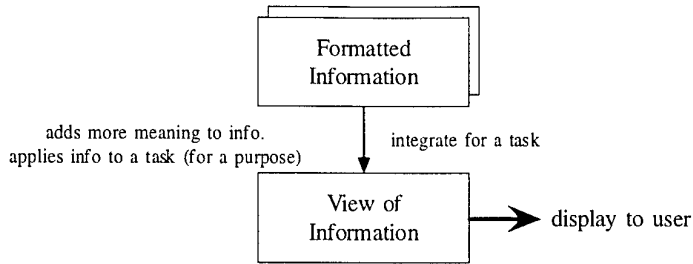 Formatted
Information
adds more meaning to info.
applies info to a task (for a purpose)
integrate for a task
View of
Information
display to user